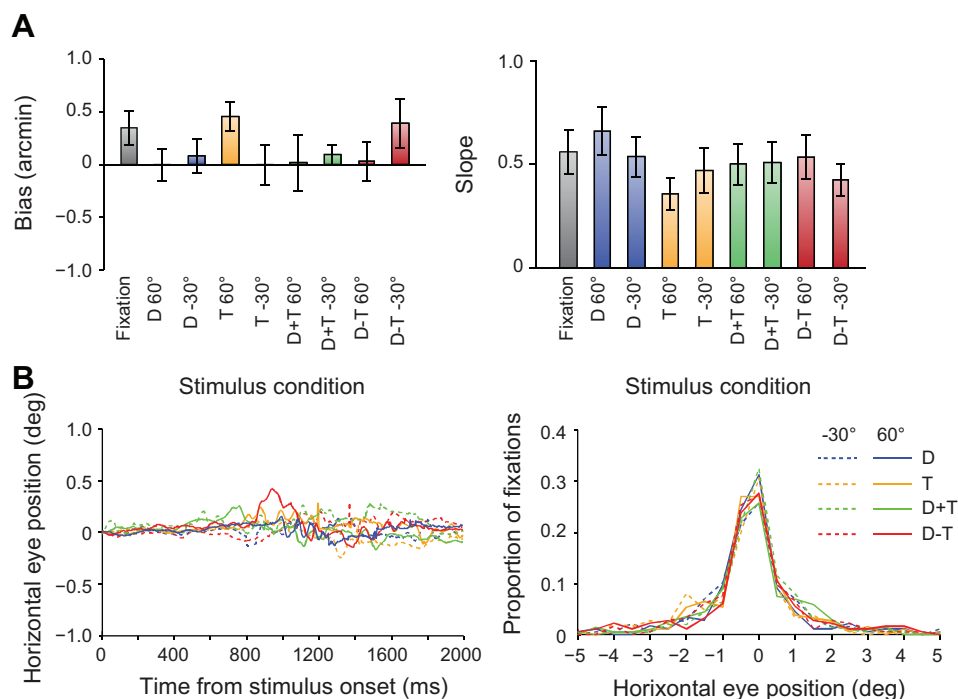 A
Bias (arcmin)
1.0
0.5
0
−0.5
−1.0
Fixation
D 60°
D -30°
T 60°
T -30°
D+T 60°
D+T -30°
D-T 60°
D-T -30°
Stimulus condition
Slope
1.0
0.5
0
Fixation
D 60°
D -30°
T 60°
T -30°
D+T 60°
D+T -30°
D-T 60°
D-T -30°
Stimulus condition
B
Horizontal eye position (deg)
1.0
0.5
0
−0.5
−1.0
0 400 800 1200 1600 2000
Time from stimulus onset (ms)
Proportion of fixations
0.4
0.3
0.2
0.1
0
−5 −4 −3 −2 −1 0 1 2 3 4 5
Horixontal eye position (deg)
-30° 60°
D
T
D+T
D-T